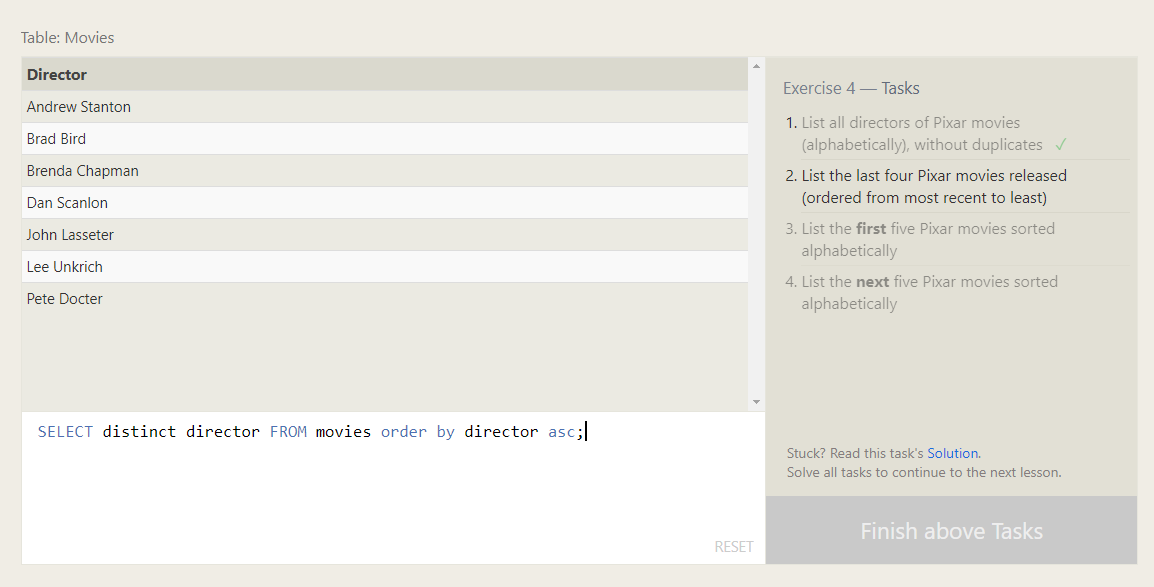 Table: Movies
Director
Andrew Stanton
Brad Bird
Brenda Chapman
Dan Scanlon
John Lasseter
Lee Unkrich
Pete Docter
SELECT distinct director FROM movies order by director asc;
RESET
Exercise 4 — Tasks
1. List all directors of Pixar movies
(alphabetically), without duplicates ✓
2. List the last four Pixar movies released
(ordered from most recent to least)
3. List the first five Pixar movies sorted
alphabetically
4. List the next five Pixar movies sorted
alphabetically
Stuck? Read this task's Solution.
Solve all tasks to continue to the next lesson.
Finish above Tasks